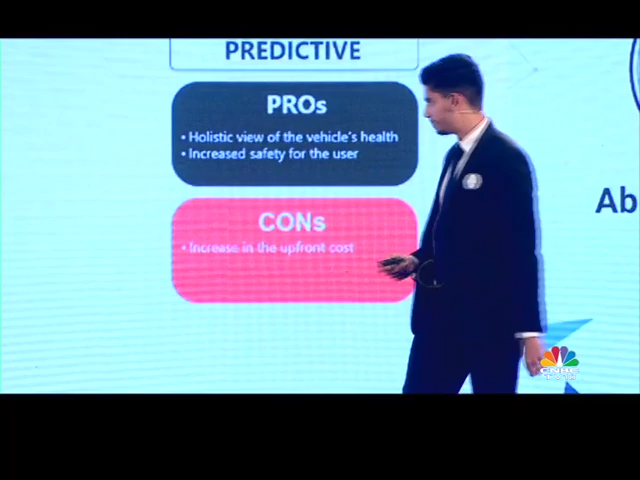 PREDICTIVE
PROs
• Holistic view of the vehicle's health
• Increased safety for the user
CONs
• Increase in the upfront cost
Ab
CNBC